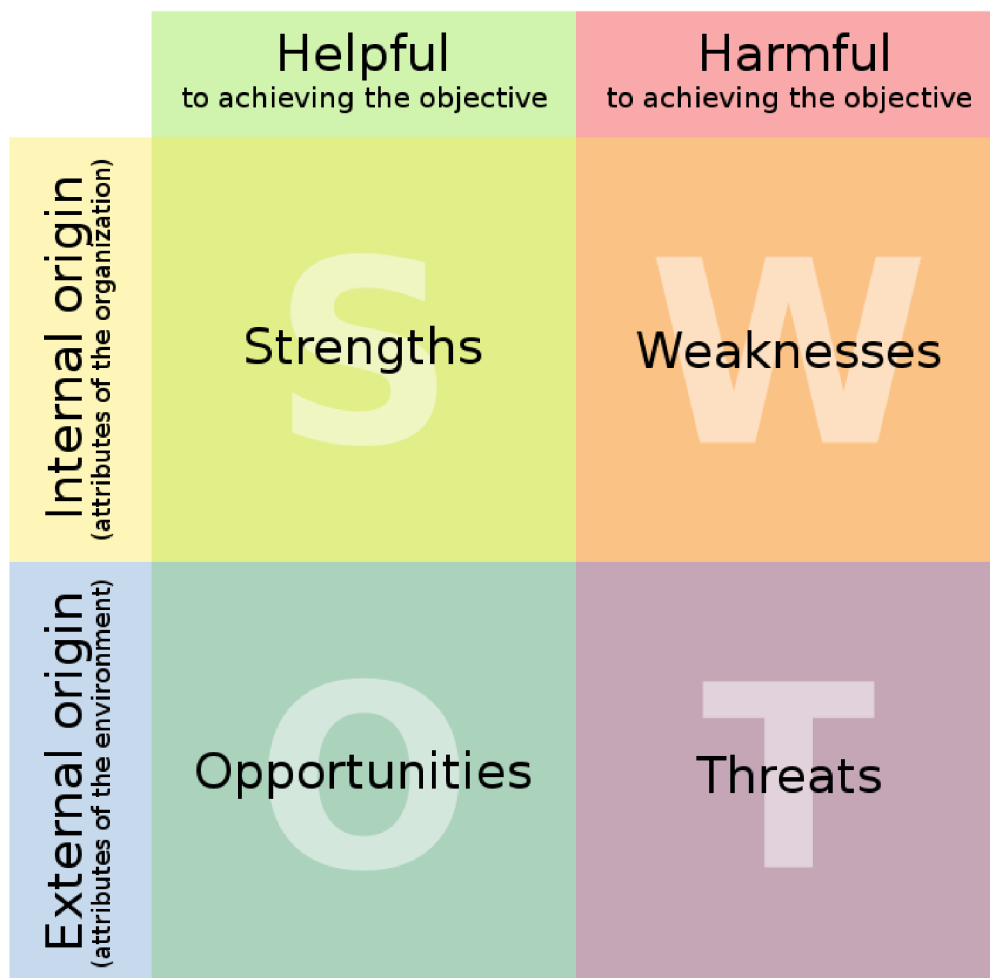 Helpful
to achieving the objective
Harmful
to achieving the objective
Internal origin
(attributes of the organization)
S
Strengths
W
Weaknesses
External origin
(attributes of the environment)
O
Opportunities
T
Threats